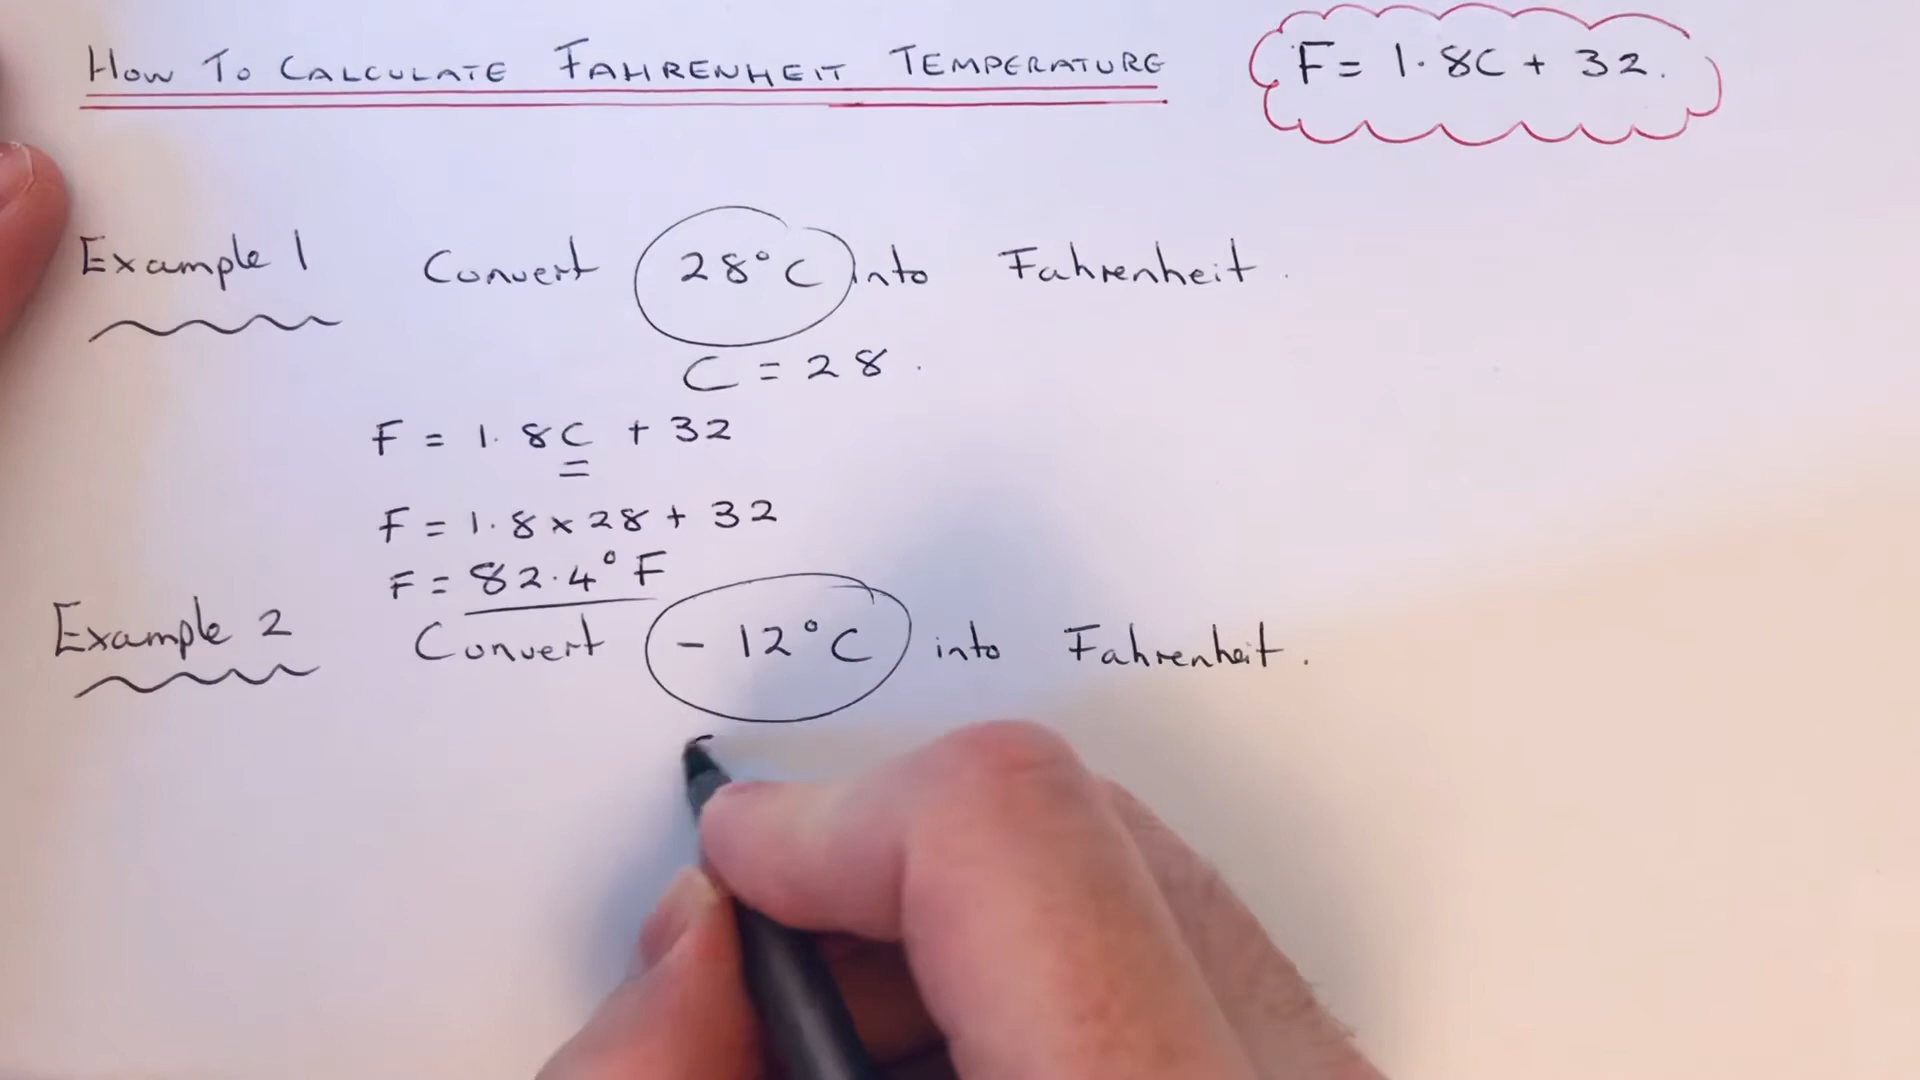 HOW TO CALCULATE FAHRENHEIT TEMPERATURE
F = 1.8C + 32.
Example 1 Convert 28°C into Fahrenheit.
C = 28.
F = 1.8C + 32
F = 1.8 × 28 + 32
F = 82.4°F
Example 2 Convert -12°C into Fahrenheit.